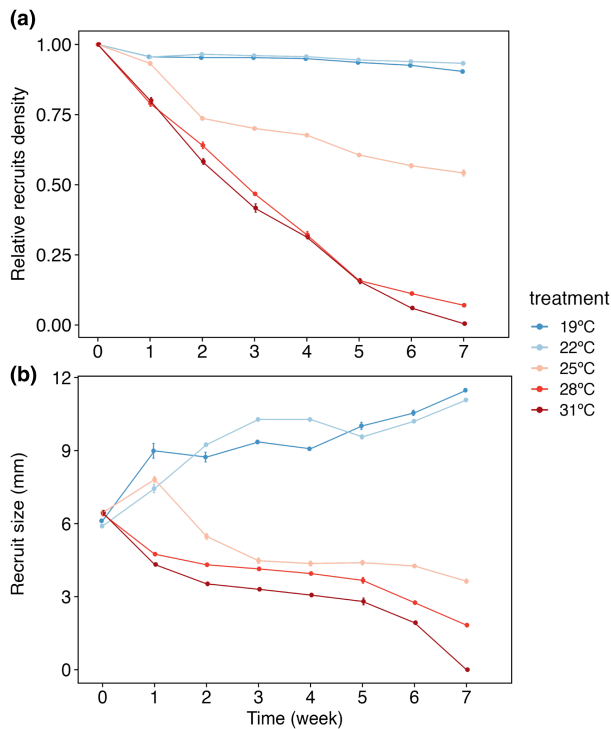 (a)
1.00
0.75
0.50
0.25
0.00
Relative recruits density
0 1 2 3 4 5 6 7
treatment
19ºC
22ºC
25ºC
28ºC
31ºC
(b)
12
9
6
3
0
Recruit size (mm)
0 1 2 3 4 5 6 7
Time (week)